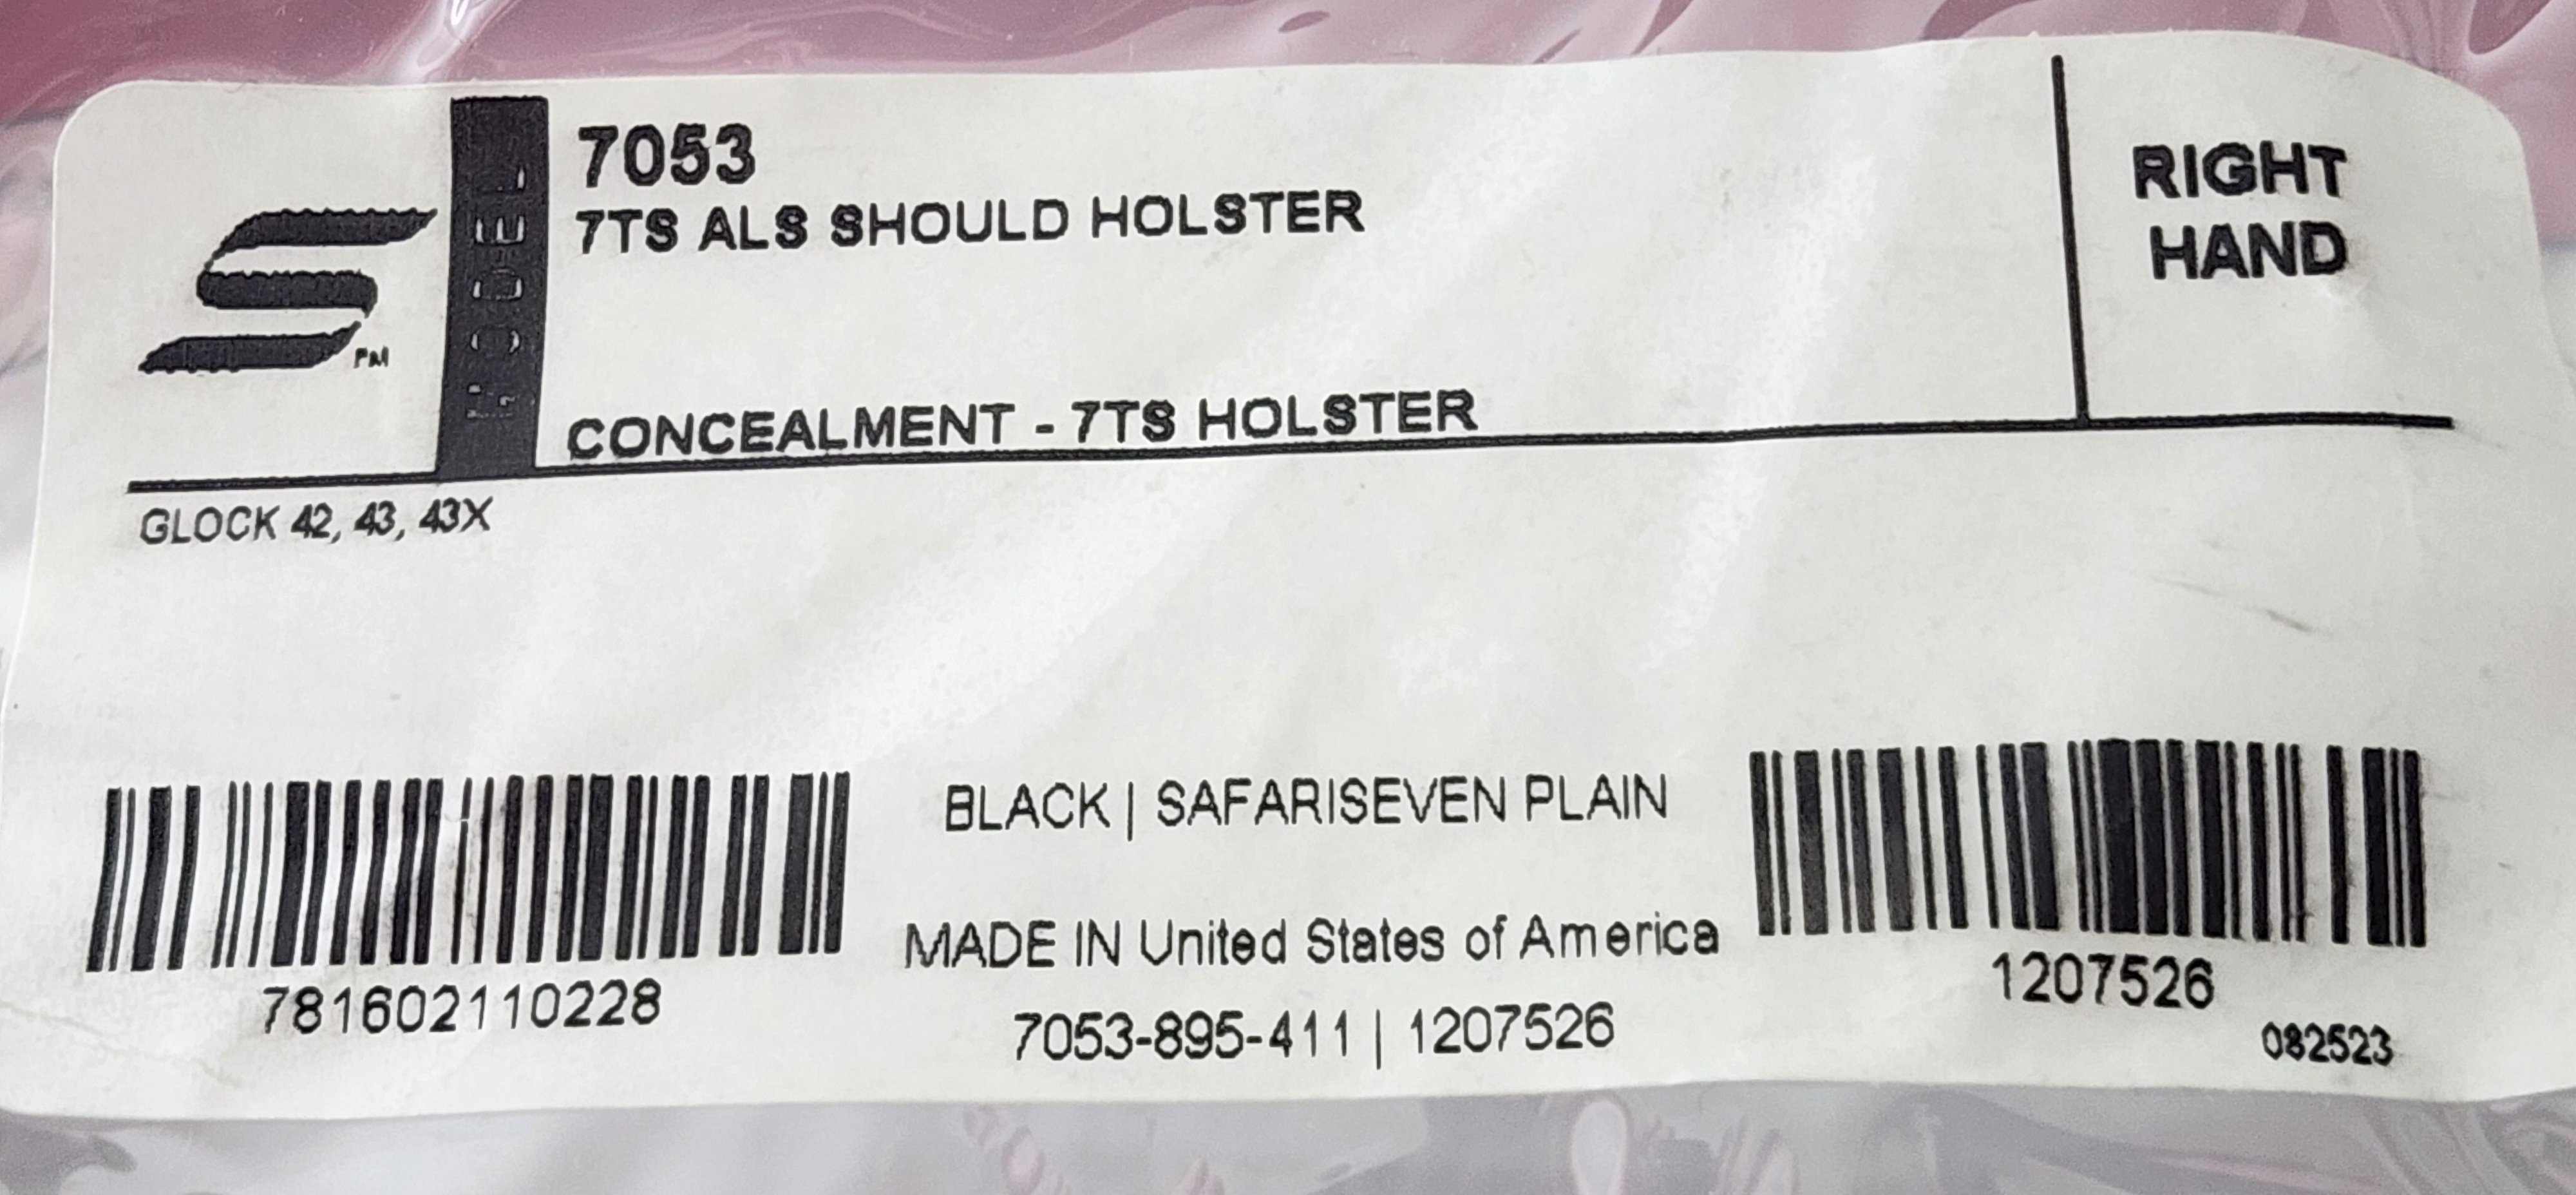 MODEL
7053
7TS ALS SHOULD HOLSTER
CONCEALMENT - 7TS HOLSTER
RIGHT
HAND
GLOCK 42, 43, 43X
781602110228
BLACK | SAFARISEVEN PLAIN
MADE IN United States of America
7053-895-411 | 1207526
1207526
082523